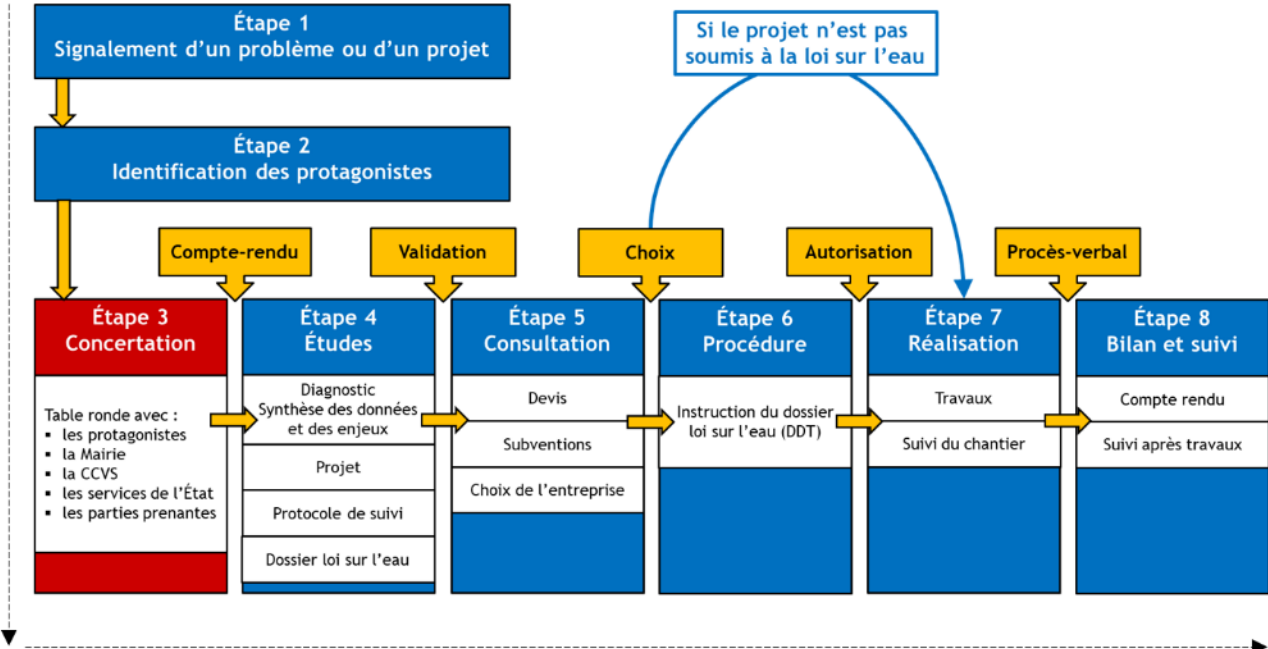 Étape 1
Signalement d’un problème ou d’un projet
Si le projet n’est pas
soumis à la loi sur l’eau
Étape 2
Identification des protagonistes
Compte-rendu
Validation
Choix
Autorisation
Procès-verbal
Étape 3
Concertation
Table ronde avec :
▪ les protagonistes
▪ la Mairie
▪ la CCVS
▪ les services de l’État
▪ les parties prenantes
Étape 4
Études
Diagnostic
Synthèse des données
et des enjeux
Projet
Protocole de suivi
Dossier loi sur l’eau
Étape 5
Consultation
Devis
Subventions
Choix de l’entreprise
Étape 6
Procédure
Instruction du dossier
loi sur l’eau (DDT)
Étape 7
Réalisation
Travaux
Suivi du chantier
Étape 8
Bilan et suivi
Compte rendu
Suivi après travaux